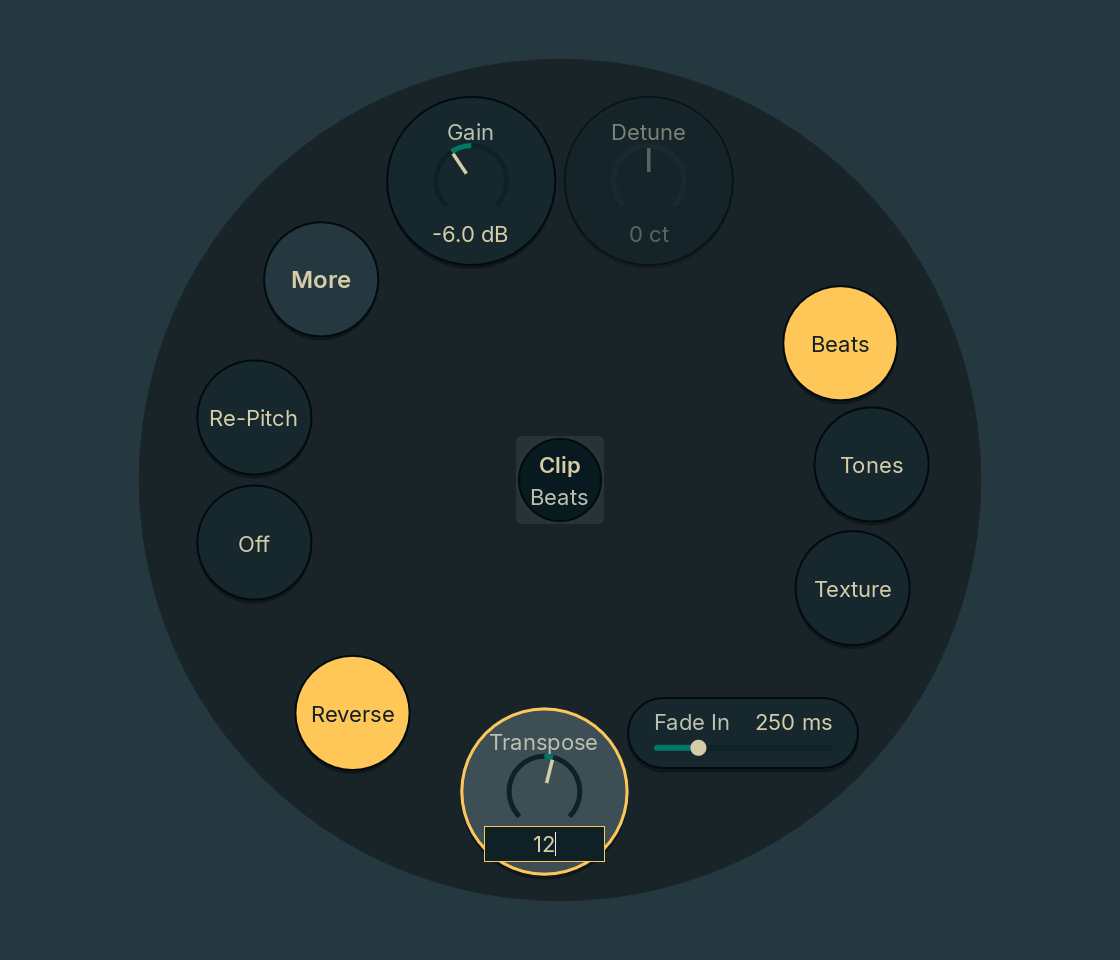 Gain
-6.0 dB
Detune
0 ct
More
Beats
Re-Pitch
Tones
Clip
Beats
Off
Texture
Reverse
Fade In 250 ms
Transpose
12